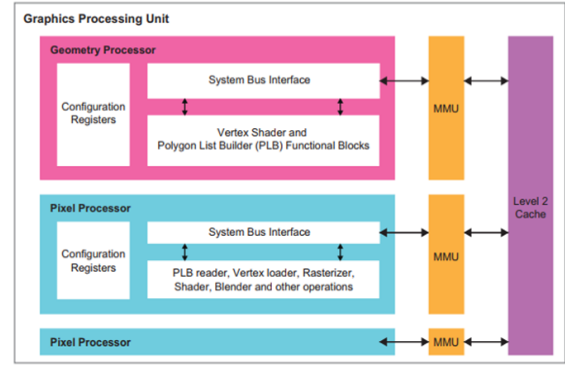 Graphics Processing Unit
Geometry Processor
Configuration
Registers
System Bus Interface
Vertex Shader and
Polygon List Builder (PLB) Functional Blocks
MMU
Level 2
Cache
Pixel Processor
Configuration
Registers
System Bus Interface
PLB reader, Vertex loader, Rasterizer,
Shader, Blender and other operations
MMU
Pixel Processor
MMU